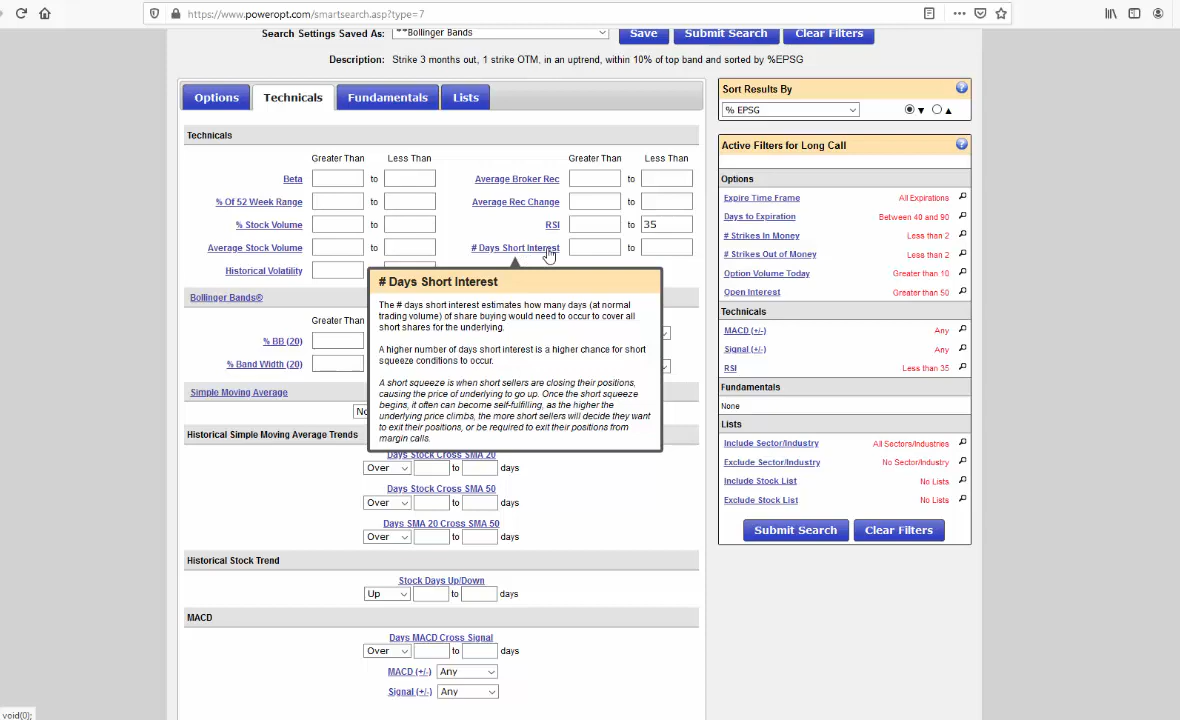 https://www.poweropt.com/smartsearch.asp?type=7
Search Settings Saved As: **Bollinger Bands Save Submit Search Clear Filters
Description: Strike 3 months out, 1 strike OTM, in an uptrend, within 10% of top band and sorted by %EPSG
Options Technicals Fundamentals Lists
Technicals
Greater Than Less Than Greater Than Less Than
Beta to Average Broker Rec to
% Of 52 Week Range to Average Rec Change to
% Stock Volume to RSI to 35
Average Stock Volume to # Days Short Interest to
Historical Volatility
# Days Short Interest
The # days short interest estimates how many days (at normal
trading volume) of share buying would need to occur to cover all
short shares for the underlying.
A higher number of days short interest is a higher chance for short
squeeze conditions to occur.
A short squeeze is when short sellers are closing their positions,
causing the price of underlying to go up. Once the short squeeze
begins, it often can become self-fulfilling, as the higher the
underlying price climbs, the more short sellers will decide they want
to exit their positions, or be required to exit their positions from
margin calls.
Bollinger Bands®
Greater Than
% BB (20)
% Band Width (20)
Simple Moving Average
Historical Simple Moving Average Trends
Days Stock Cross SMA 20
Over to days
Days Stock Cross SMA 50
Over to days
Days SMA 20 Cross SMA 50
Over to days
Historical Stock Trend
Stock Days Up/Down
Up to days
MACD
Days MACD Cross Signal
Over to days
MACD (+/-) Any
Signal (+/-) Any
Sort Results By
% EPSG
Active Filters for Long Call
Options
Expire Time Frame All Expirations
Days to Expiration Between 40 and 90
# Strikes In Money Less than 2
# Strikes Out of Money Less than 2
Option Volume Today Greater than 10
Open Interest Greater than 50
Technicals
MACD (+/-) Any
Signal (+/-) Any
RSI Less than 35
Fundamentals
None
Lists
Include Sector/Industry All Sectors/Industries
Exclude Sector/Industry No Sector/Industry
Include Stock List No Lists
Exclude Stock List No Lists
Submit Search Clear Filters
void(0);